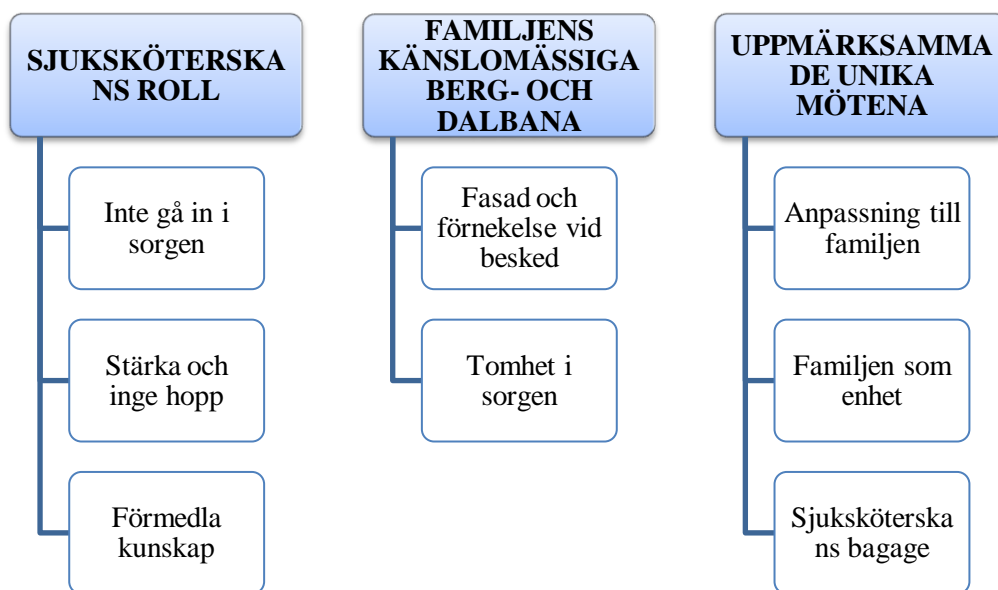 SJUKSKÖTERSKA
NS ROLL
Inte gå in i
sorgen
Stärka och
inge hopp
Förmedla
kunskap
FAMILJENS
KÄNSLOMÄSSIGA
BERG- OCH
DALBANA
Fasad och
förnekelse vid
besked
Tomhet i
sorgen
UPPMÄRKSAMMA
DE UNIKA
MÖTENA
Anpassning till
familjen
Familjen som
enhet
Sjuksköterska
ns bagage